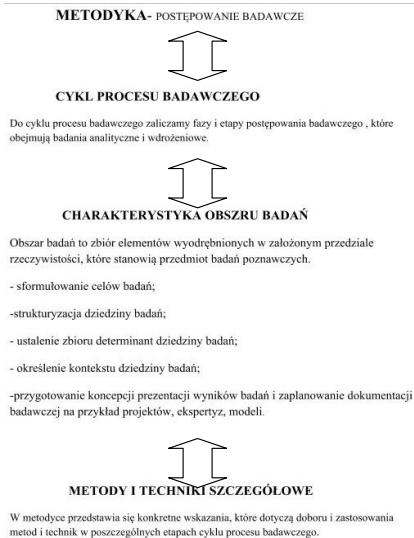 METODYKA- POSTĘPOWANIE BADAWCZE
CYKL PROCESU BADAWCZEGO
Do cyklu procesu badawczego zaliczamy fazy i etapy postępowania badawczego , które
obejmują badania analityczne i wdrożeniowe.
CHARAKTERYSTYKA OBSZRU BADAŃ
Obszar badań to zbiór elementów wyodrębnionych w założonym przedziale
rzeczywistości, które stanowią przedmiot badań poznawczych.
- sformułowanie celów badań;
-strukturyzacja dziedziny badań;
- ustalenie zbioru determinant dziedziny badań;
- określenie kontekstu dziedziny badań;
-przygotowanie koncepcji prezentacji wyników badań i zaplanowanie dokumentacji
badawczej na przykład projektów, ekspertyz, modeli.
METODY I TECHNIKI SZCZEGÓŁOWE
W metodyce przedstawia się konkretne wskazania, które dotyczą doboru i zastosowania
metod i technik w poszczególnych etapach cyklu procesu badawczego.